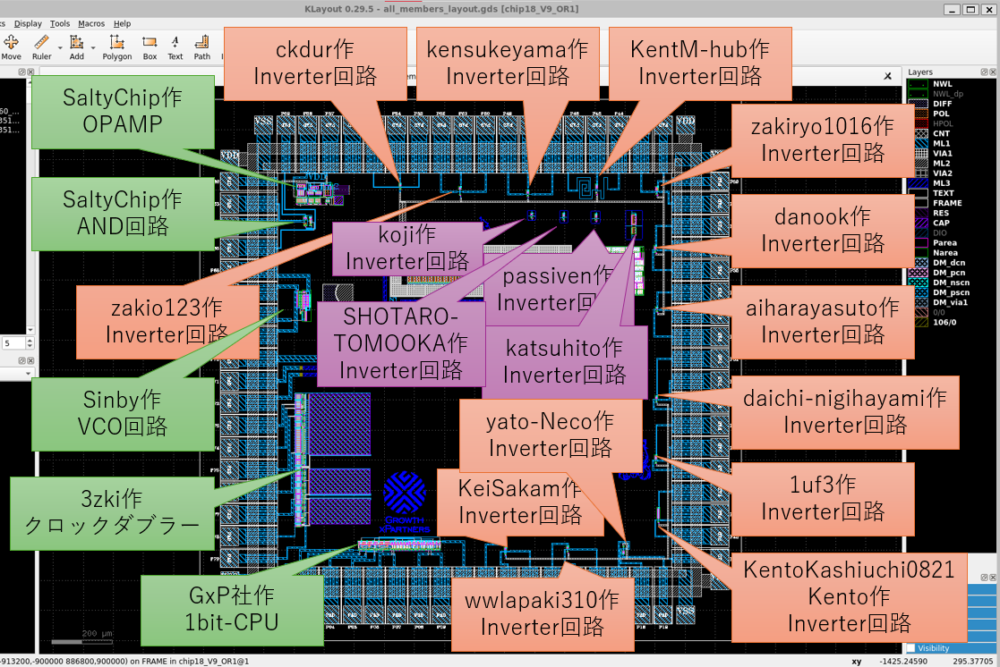 KLayout 0.29.5 - all_members_layout.gds [chip18_V9_OR1]
Display Tools Macros Help
Move
Ruler
Add
Polygon
Box
Text
Path
ckdur作
Inverter回路
kensukeyama作
Inverter回路
KentM-hub作
Inverter回路
SaltyChip作
OPAMP
zakiryo1016作
Inverter回路
SaltyChip作
AND回路
danook作
Inverter回路
koji作
Inverter回路
passiven作
Inverter回
zakio123作
Inverter回路
SHOTARO-
TOMOOKA作
Inverter回路
katsuhito作
Inverter回路
aiharayasuto作
Inverter回路
Sinby作
VCO回路
yato-Neco作
Inverter回路
daichi-nigihayami作
Inverter回路
3zki作
クロックダブラー
KeiSakam作
Inverter回路
1uf3作
Inverter回路
GxP社作
1bit-CPU
wwlapaki310作
Inverter回路
KentoKashiuchi0821
Kento作
Inverter回路
GROWTH
XPARTNERS
VSS
VDD
VDD
VDD
VSS
200 μm
5
Layers
NWL
NWL_dp
DIFF
POL
HPOL
CNT
ML1
VIA1
ML2
VIA2
ML3
TEXT
FRAME
RES
CAP
DIO
Parea
Narea
DM_dcn
DM_pcn
DM_nscn
DM_pscn
DM_via1
0/0
106/0
Visibility
-913200,-900000 886800,900000) on FRAME in chip18_V9_OR1@1
xy -1425.24590 295.37705